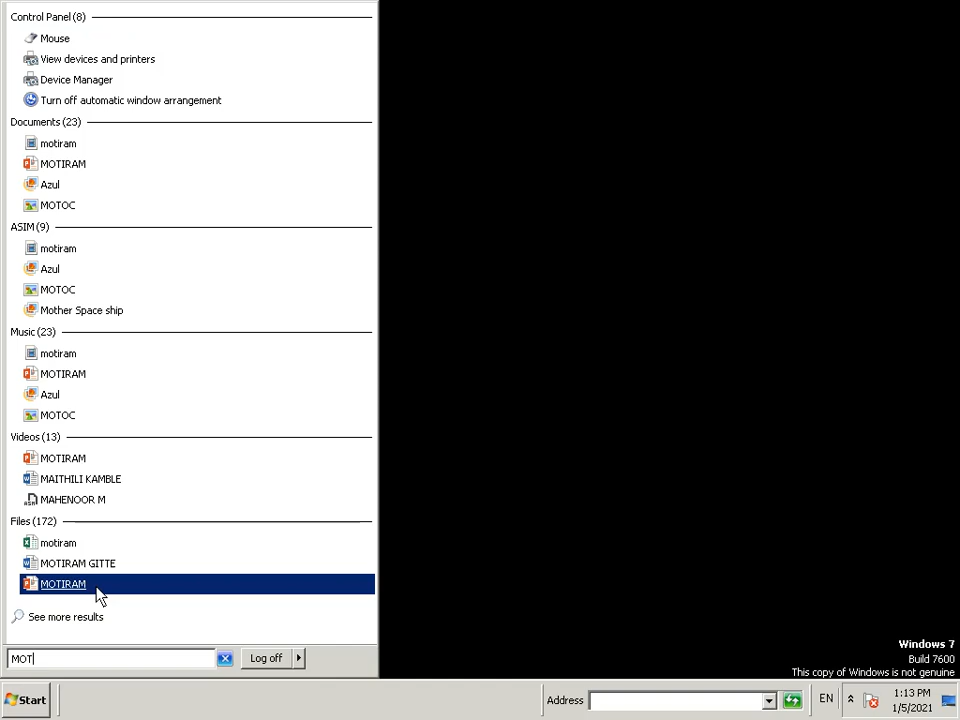 Control Panel (8)
Mouse
View devices and printers
Device Manager
Turn off automatic window arrangement
Documents (23)
motiram
MOTIRAM
Azul
MOTOC
ASIM (9)
motiram
Azul
MOTOC
Mother Space ship
Music (23)
motiram
MOTIRAM
Azul
MOTOC
Videos (13)
MOTIRAM
MAITHILI KAMBLE
MAHENOOR M
Files (172)
motiram
MOTIRAM GITTE
MOTIRAM
See more results
MOT
Log off
Windows 7
Build 7600
This copy of Windows is not genuine
Start
Address
EN
1:13 PM
1/5/2021